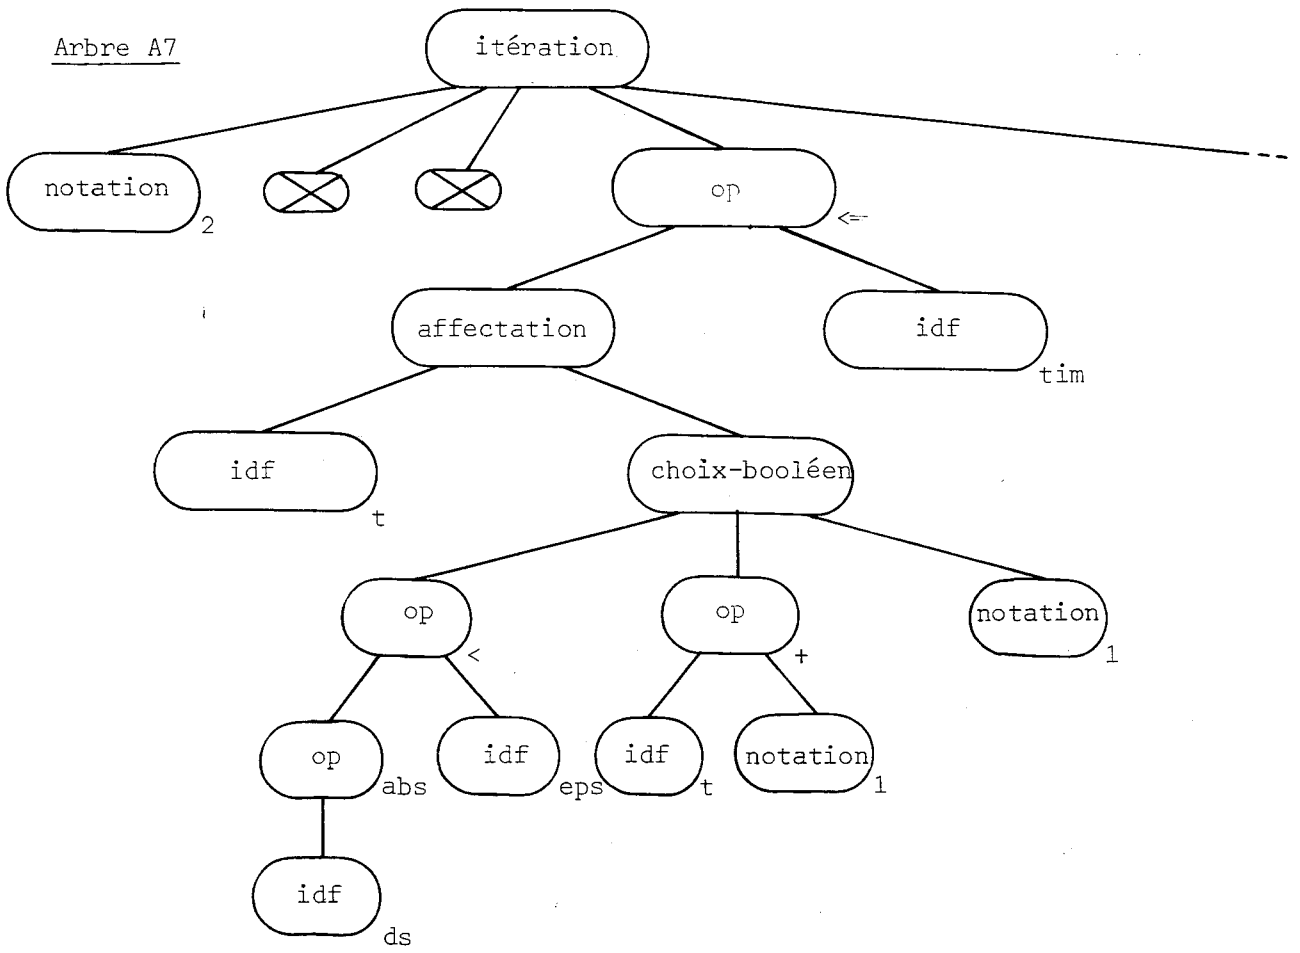 Arbre A7
itération
notation
2
op
<=
affectation
idf
tim
idf
t
choix-booléen
op
<
op
+
notation
1
op
abs
idf
eps
idf
t
notation
1
idf
ds